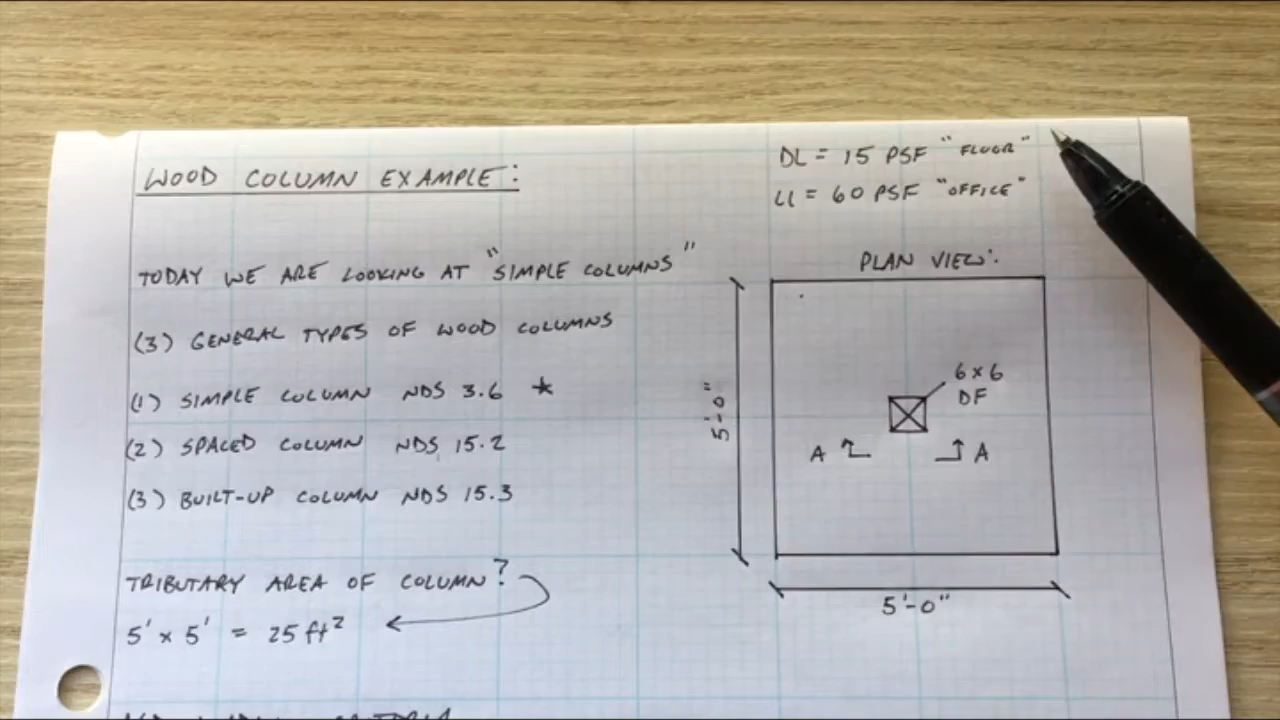 WOOD COLUMN EXAMPLE:
DL = 15 PSF "FLOOR"
LL = 60 PSF "OFFICE"
TODAY WE ARE LOOKING AT "SIMPLE COLUMNS"
(3) GENERAL TYPES OF WOOD COLUMNS
(1) SIMPLE COLUMN NDS 3.6 ★
(2) SPACED COLUMN NDS 15.2
(3) BUILT-UP COLUMN NDS 15.3
TRIBUTARY AREA OF COLUMN?
5' x 5' = 25 ft²
PLAN VIEW:
5'-0"
6x6
DF
A A
5'-0"